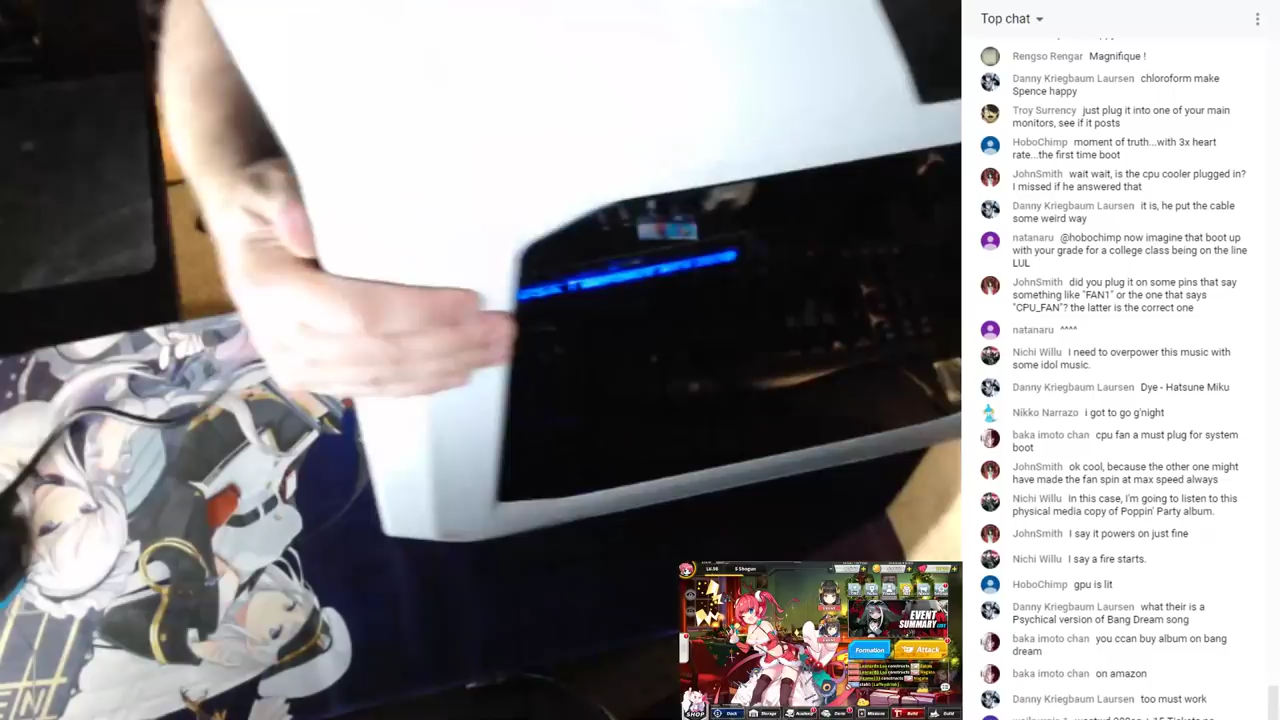 Top chat
Rengso Rengar Magnifique !
Danny Kriegbaum Laursen chloroform make
Spence happy
Troy Surrency just plug it into one of your main
monitors, see if it posts
HoboChimp moment of truth...with 3x heart
rate...the first time boot
JohnSmith wait wait, is the cpu cooler plugged in?
I missed if he answered that
Danny Kriegbaum Laursen it is, he put the cable
some weird way
natanaru @hobochimp now imagine that boot up
with your grade for a college class being on the line
LUL
JohnSmith did you plug it on some pins that say
something like "FAN1" or the one that says
"CPU_FAN"? the latter is the correct one
natanaru ^^^^
Nichi Willu I need to overpower this music with
some idol music.
Danny Kriegbaum Laursen Dye - Hatsune Miku
Nikko Narrazo i got to go g'night
baka imoto chan cpu fan a must plug for system
boot
JohnSmith ok cool, because the other one might
have made the fan spin at max speed always
Nichi Willu In this case, I'm going to listen to this
physical media copy of Poppin' Party album.
JohnSmith I say it powers on just fine
Nichi Willu I say a fire starts.
HoboChimp gpu is lit
Danny Kriegbaum Laursen what their is a
Psychical version of Bang Dream song
baka imoto chan you ccan buy album on bang
dream
baka imoto chan on amazon
Danny Kriegbaum Laursen too must work
EVENT
SUMMARY
Formation
Attack
SHOP
Dock
Storage
Academy
Dorm
Missions
Build